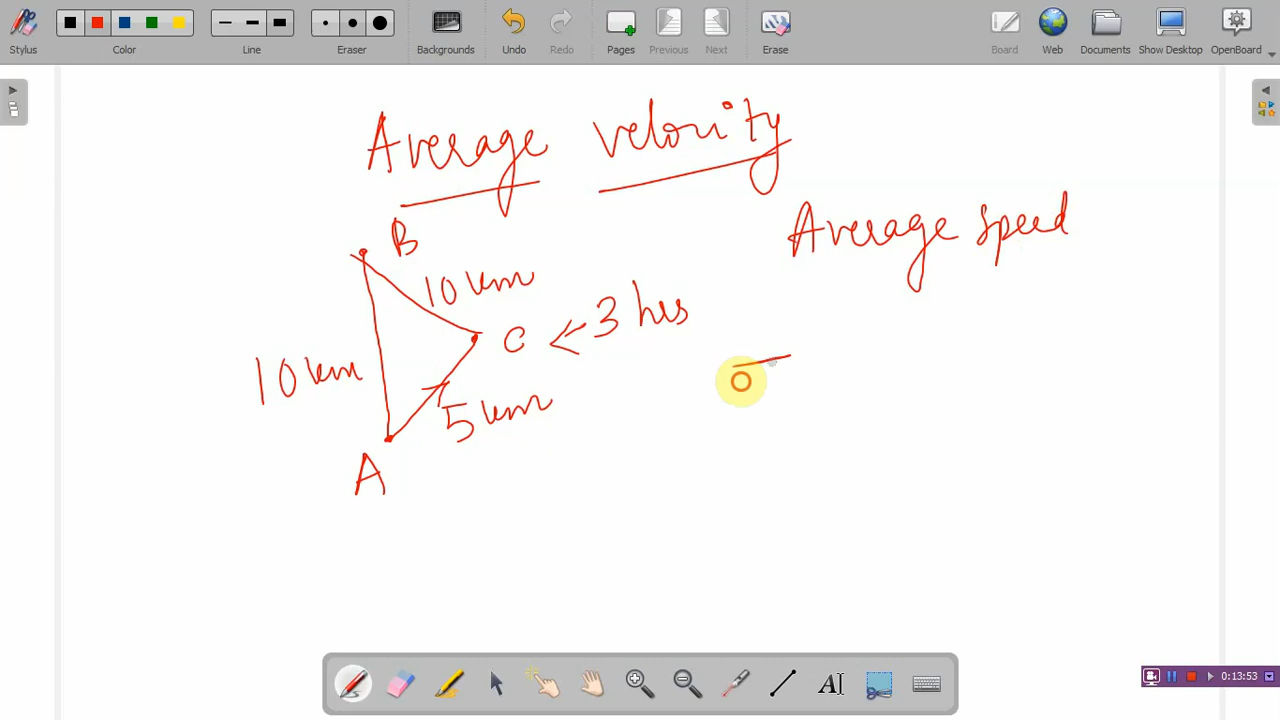 Stylus
Color
Line
Eraser
Backgrounds
Undo
Redo
Pages
Previous
Next
Erase
Board
Web
Documents
Show Desktop
OpenBoard
Average velocity
Average speed
B
10 km
C
3 hrs
10 km
5 km
A
0:13:53